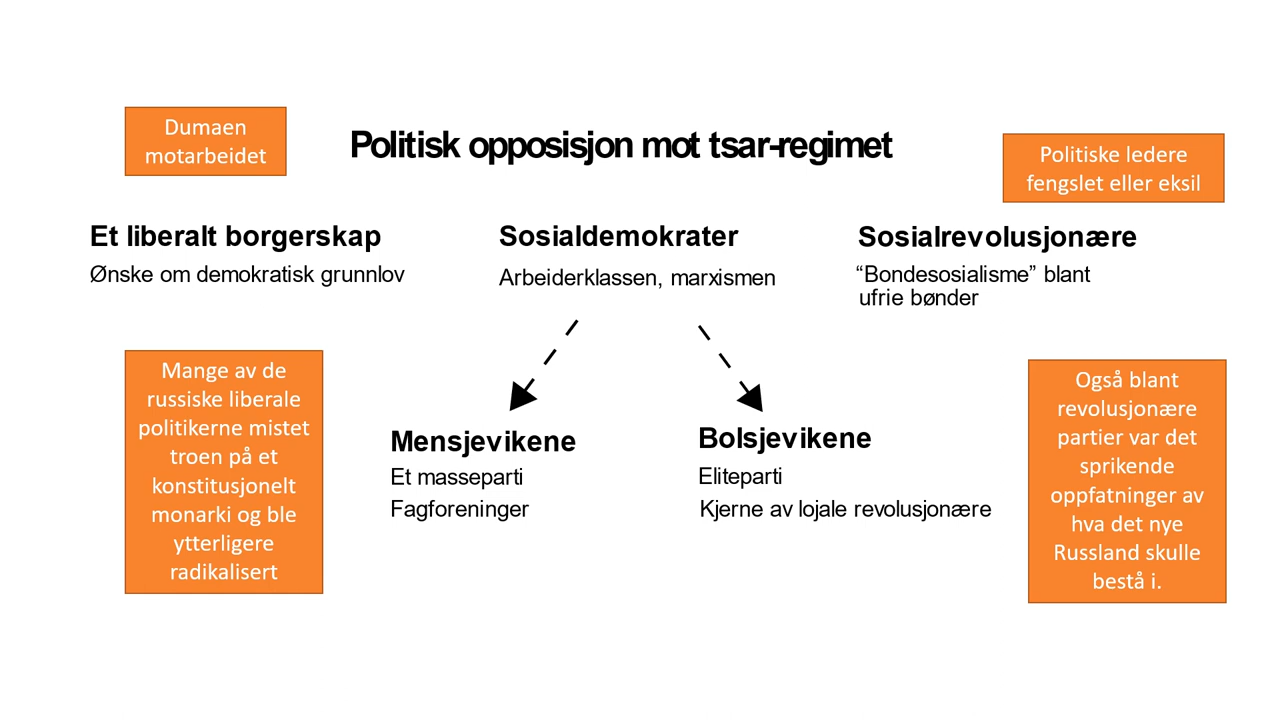 Dumaen
motarbeidet
Politisk opposisjon mot tsar-regimet
Politiske ledere
fengslet eller eksil
Et liberalt borgerskap
Ønske om demokratisk grunnlov
Sosialdemokrater
Arbeiderklassen, marxismen
Sosialrevolusjonære
“Bondesosialisme” blant
ufrie bønder
Mange av de
russiske liberale
politikerne mistet
troen på et
konstitusjonelt
monarki og ble
ytterligere
radikalisert
Mensjevikene
Et masseparti
Fagforeninger
Bolsjevikene
Eliteparti
Kjerne av lojale revolusjonære
Også blant
revolusjonære
partier var det
sprikende
oppfatninger av
hva det nye
Russland skulle
bestå i.